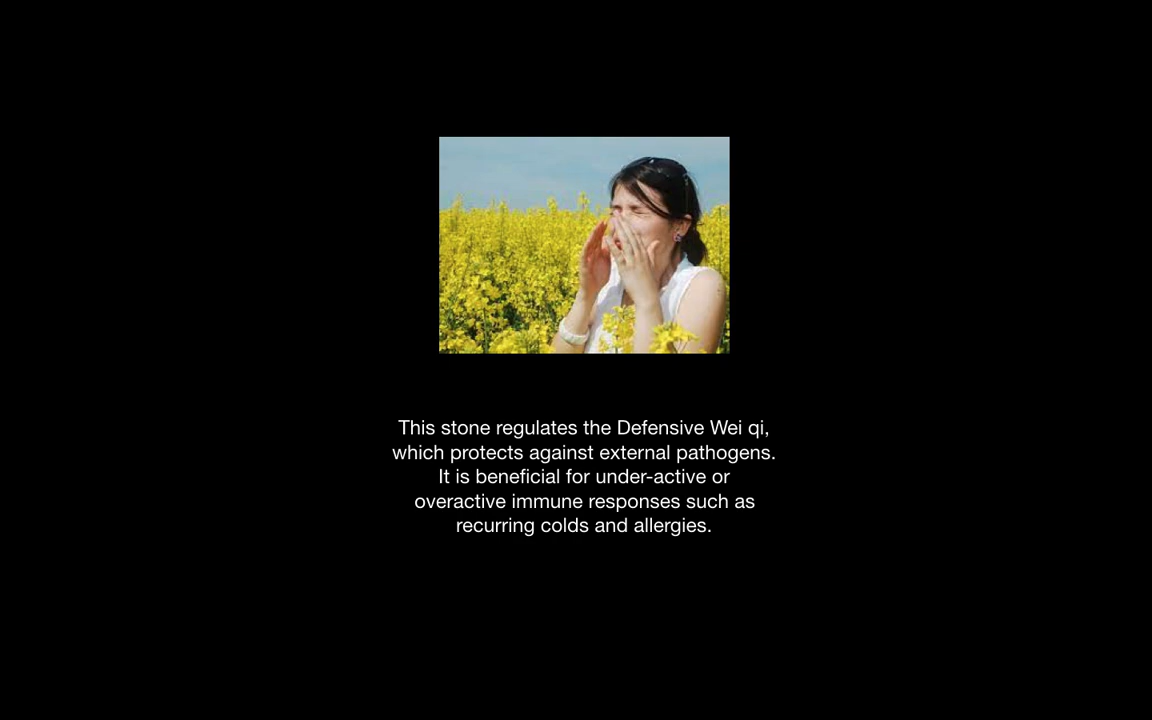 This stone regulates the Defensive Wei qi,
which protects against external pathogens.
It is beneficial for under-active or
overactive immune responses such as
recurring colds and allergies.